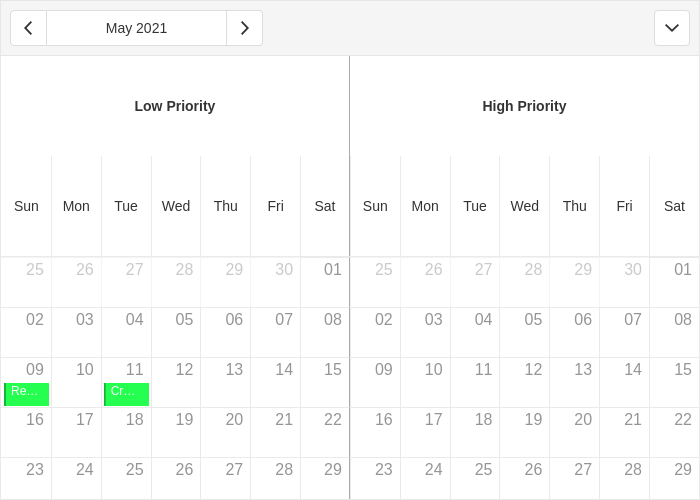 May 2021
Low Priority High Priority
Sun Mon Tue Wed Thu Fri Sat Sun Mon Tue Wed Thu Fri Sat
25 26 27 28 29 30 01 25 26 27 28 29 30 01
02 03 04 05 06 07 08 02 03 04 05 06 07 08
09 10 11 12 13 14 15 09 10 11 12 13 14 15
Re... Cr...
16 17 18 19 20 21 22 16 17 18 19 20 21 22
23 24 25 26 27 28 29 23 24 25 26 27 28 29